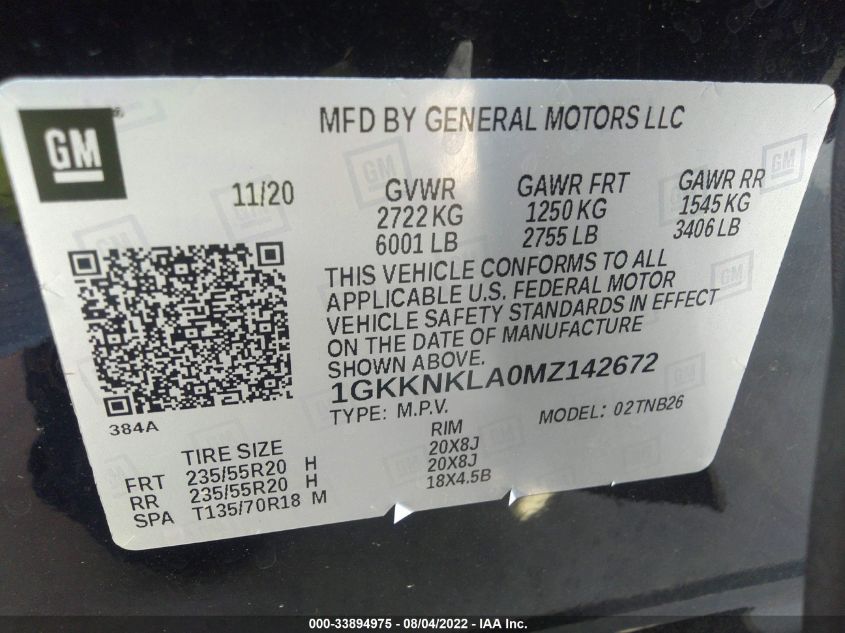 GM
MFD BY GENERAL MOTORS LLC
11/20
GVWR
2722 KG
6001 LB
GAWR FRT
1250 KG
2755 LB
GAWR RR
1545 KG
3406 LB
THIS VEHICLE CONFORMS TO ALL
APPLICABLE U.S. FEDERAL MOTOR
VEHICLE SAFETY STANDARDS IN EFFECT
ON THE DATE OF MANUFACTURE
SHOWN ABOVE.
1GKKNKLA0MZ142672
TYPE: M.P.V.
MODEL: 02TNB26
384A
TIRE SIZE
RIM
FRT 235/55R20 H 20X8J
RR 235/55R20 H 20X8J
SPA T135/70R18 M 18X4.5B
000-33894975 - 08/04/2022 - IAA Inc.